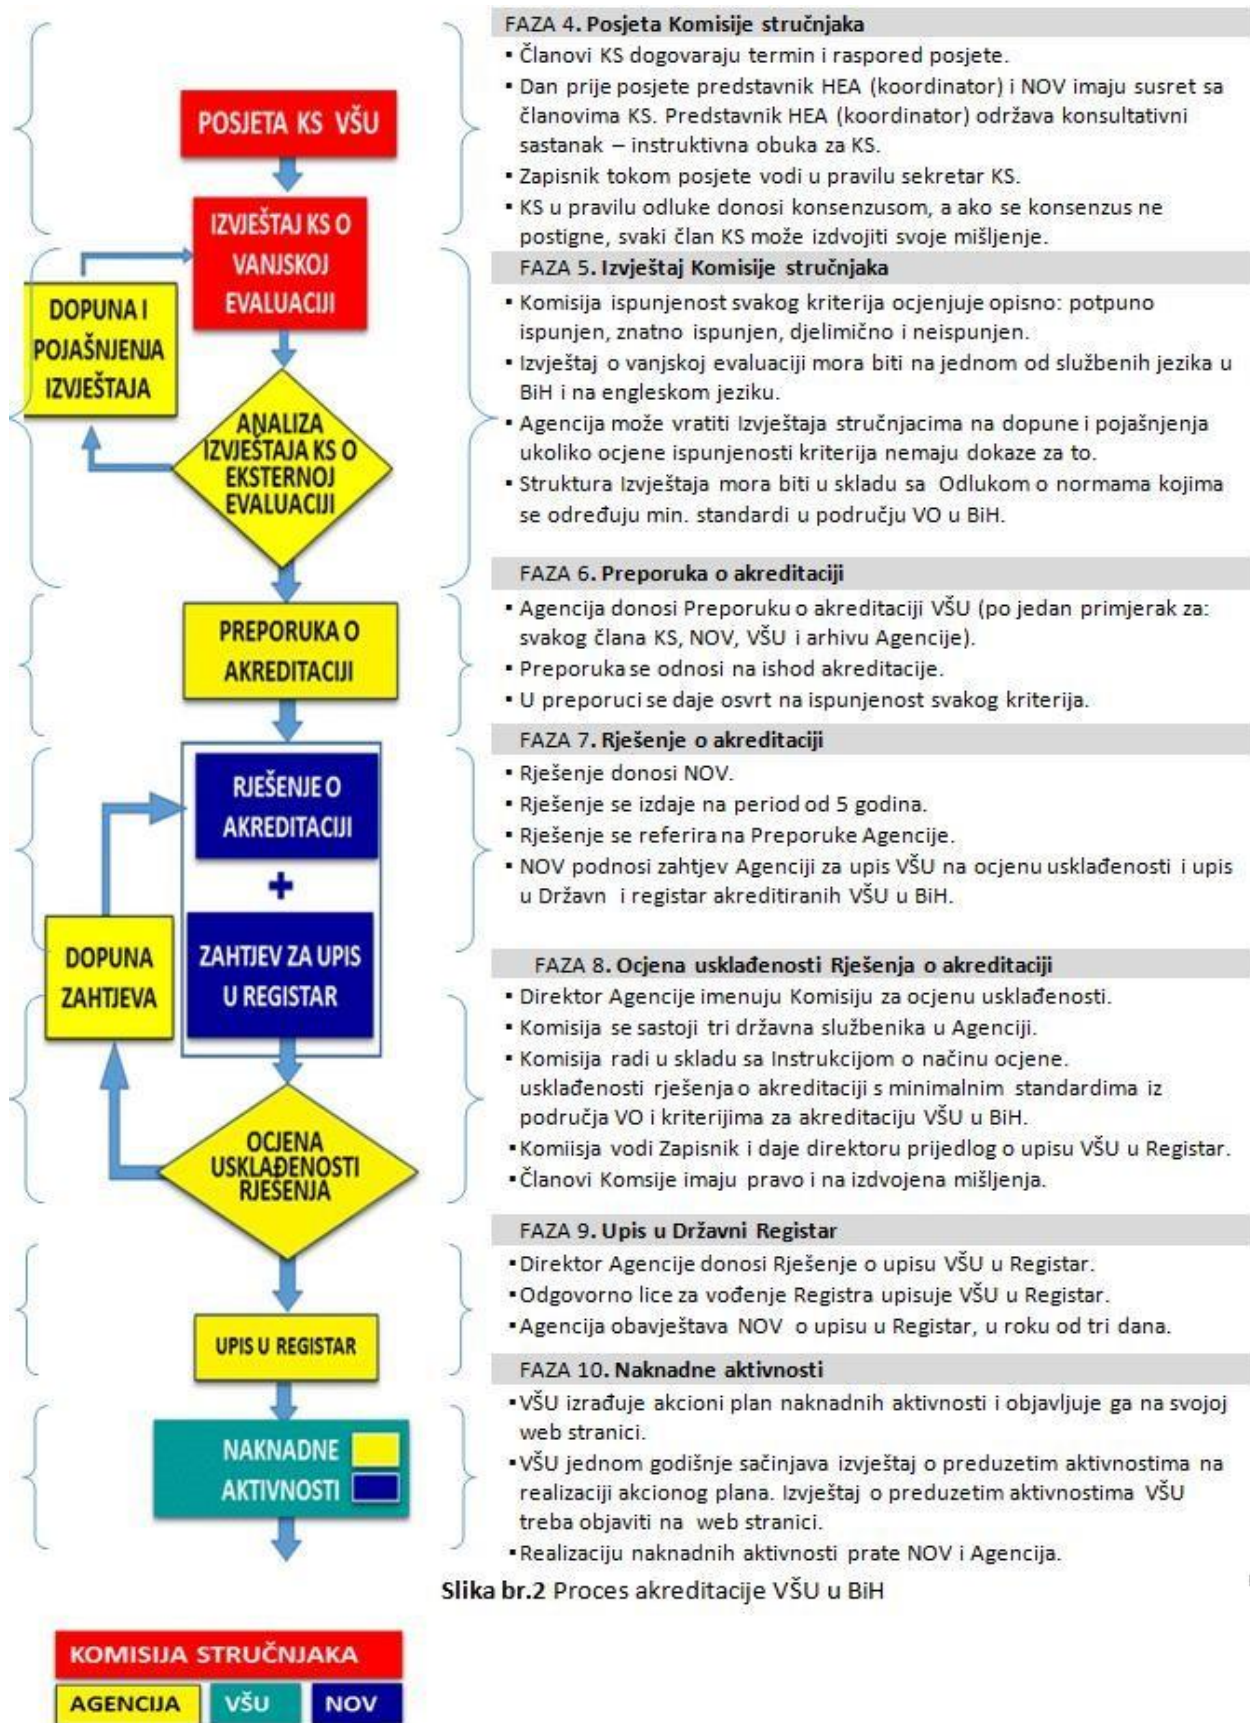 FAZA 4. Posjeta Komisije stručnjaka
▪ Članovi KS dogovaraju termin i raspored posjete.
▪ Dan prije posjete predstavnik HEA (koordinator) i NOV imaju susret sa
članovima KS. Predstavnik HEA (koordinator) održava konsultativni
sastanak – instruktivna obuka za KS.
▪ Zapisnik tokom posjete vodi u pravilu sekretar KS.
▪ KS u pravilu odluke donosi konsenzusom, a ako se konsenzus ne
postigne, svaki član KS može izdvojiti svoje mišljenje.
POSJETA KS VŠU
IZVJEŠTAJ KS O
VANJSKOJ
EVALUACIJI
FAZA 5. Izvještaj Komisije stručnjaka
▪ Komisija ispunjenost svakog kriterija ocjenjuje opisno: potpuno
ispunjen, znatno ispunjen, djelimično i neispunjen.
▪ Izvještaj o vanjskoj evaluaciji mora biti na jednom od službenih jezika u
BiH i na engleskom jeziku.
▪ Agencija može vratiti Izvještaja stručnjacima na dopune i pojašnjenja
ukoliko ocjene ispunjenosti kriterija nemaju dokaze za to.
▪ Struktura Izvještaja mora biti u skladu sa Odlukom o normama kojima
se određuju min. standardi u području VO u BiH.
DOPUNA I
POJAŠNJENJA
IZVJEŠTAJA
ANALIZA
IZVJEŠTAJA KS O
EKSTERNOJ
EVALUACIJI
FAZA 6. Preporuka o akreditaciji
▪ Agencija donosi Preporuku o akreditaciji VŠU (po jedan primjerak za:
svakog člana KS, NOV, VŠU i arhivu Agencije).
▪ Preporuka se odnosi na ishod akreditacije.
▪ U preporuci se daje osvrt na ispunjenost svakog kriterija.
PREPORUKA O
AKREDITACIJI
FAZA 7. Rješenje o akreditaciji
▪ Rješenje donosi NOV.
▪ Rješenje se izdaje na period od 5 godina.
▪ Rješenje se referira na Preporuke Agencije.
▪ NOV podnosi zahtjev Agenciji za upis VŠU na ocjenu usklađenosti i upis
u Državn i registar akreditiranih VŠU u BiH.
RJEŠENJE O
AKREDITACIJI
+
ZAHTJEV ZA UPIS
U REGISTAR
DOPUNA
ZAHTJEVA
FAZA 8. Ocjena usklađenosti Rješenja o akreditaciji
▪ Direktor Agencije imenuju Komisiju za ocjenu usklađenosti.
▪ Komisija se sastoji tri državna službenika u Agenciji.
▪ Komisija radi u skladu sa Instrukcijom o načinu ocjene.
usklađenosti rješenja o akreditaciji s minimalnim standardima iz
područja VO i kriterijima za akreditaciju VŠU u BiH.
▪ Komiisja vodi Zapisnik i daje direktoru prijedlog o upisu VŠU u Registar.
▪ Članovi Komsije imaju pravo i na izdvojena mišljenja.
OCJENA
USKLAĐENOSTI
RJEŠENJA
FAZA 9. Upis u Državni Registar
▪ Direktor Agencije donosi Rješenje o upisu VŠU u Registar.
▪ Odgovorno lice za vođenje Registra upisuje VŠU u Registar.
▪ Agencija obavještava NOV o upisu u Registar, u roku od tri dana.
UPIS U REGISTAR
FAZA 10. Naknadne aktivnosti
▪ VŠU izrađuje akcioni plan naknadnih aktivnosti i objavljuje ga na svojoj
web stranici.
▪ VŠU jednom godišnje sačinjava izvještaj o preduzetim aktivnostima na
realizaciji akcionog plana. Izvještaj o preduzetim aktivnostima VŠU
treba objaviti na web stranici.
▪ Realizaciju naknadnih aktivnosti prate NOV i Agencija.
NAKNADNE
AKTIVNOSTI
Slika br.2 Proces akreditacije VŠU u BiH
KOMISIJA STRUČNJAKA
AGENCIJA
VŠU
NOV